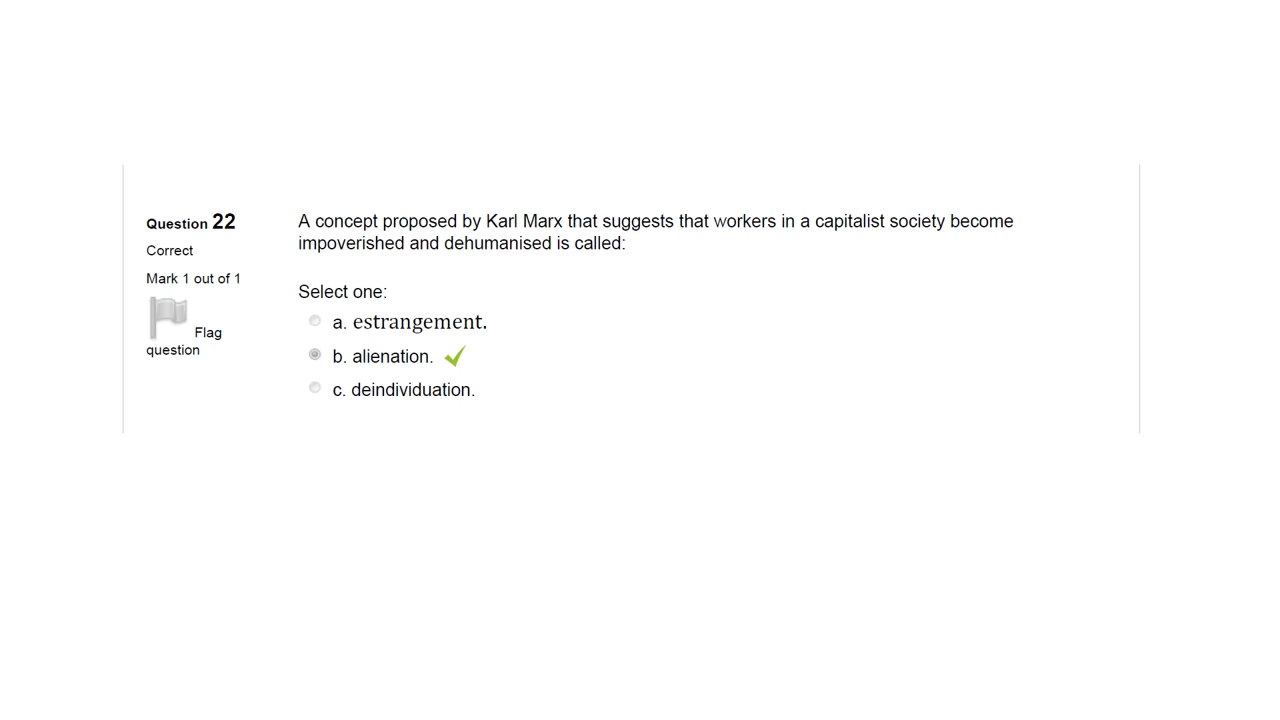 Question 22
Correct
Mark 1 out of 1
Flag
question
A concept proposed by Karl Marx that suggests that workers in a capitalist society become
impoverished and dehumanised is called:
Select one:
a. estrangement.
b. alienation.
c. deindividuation.